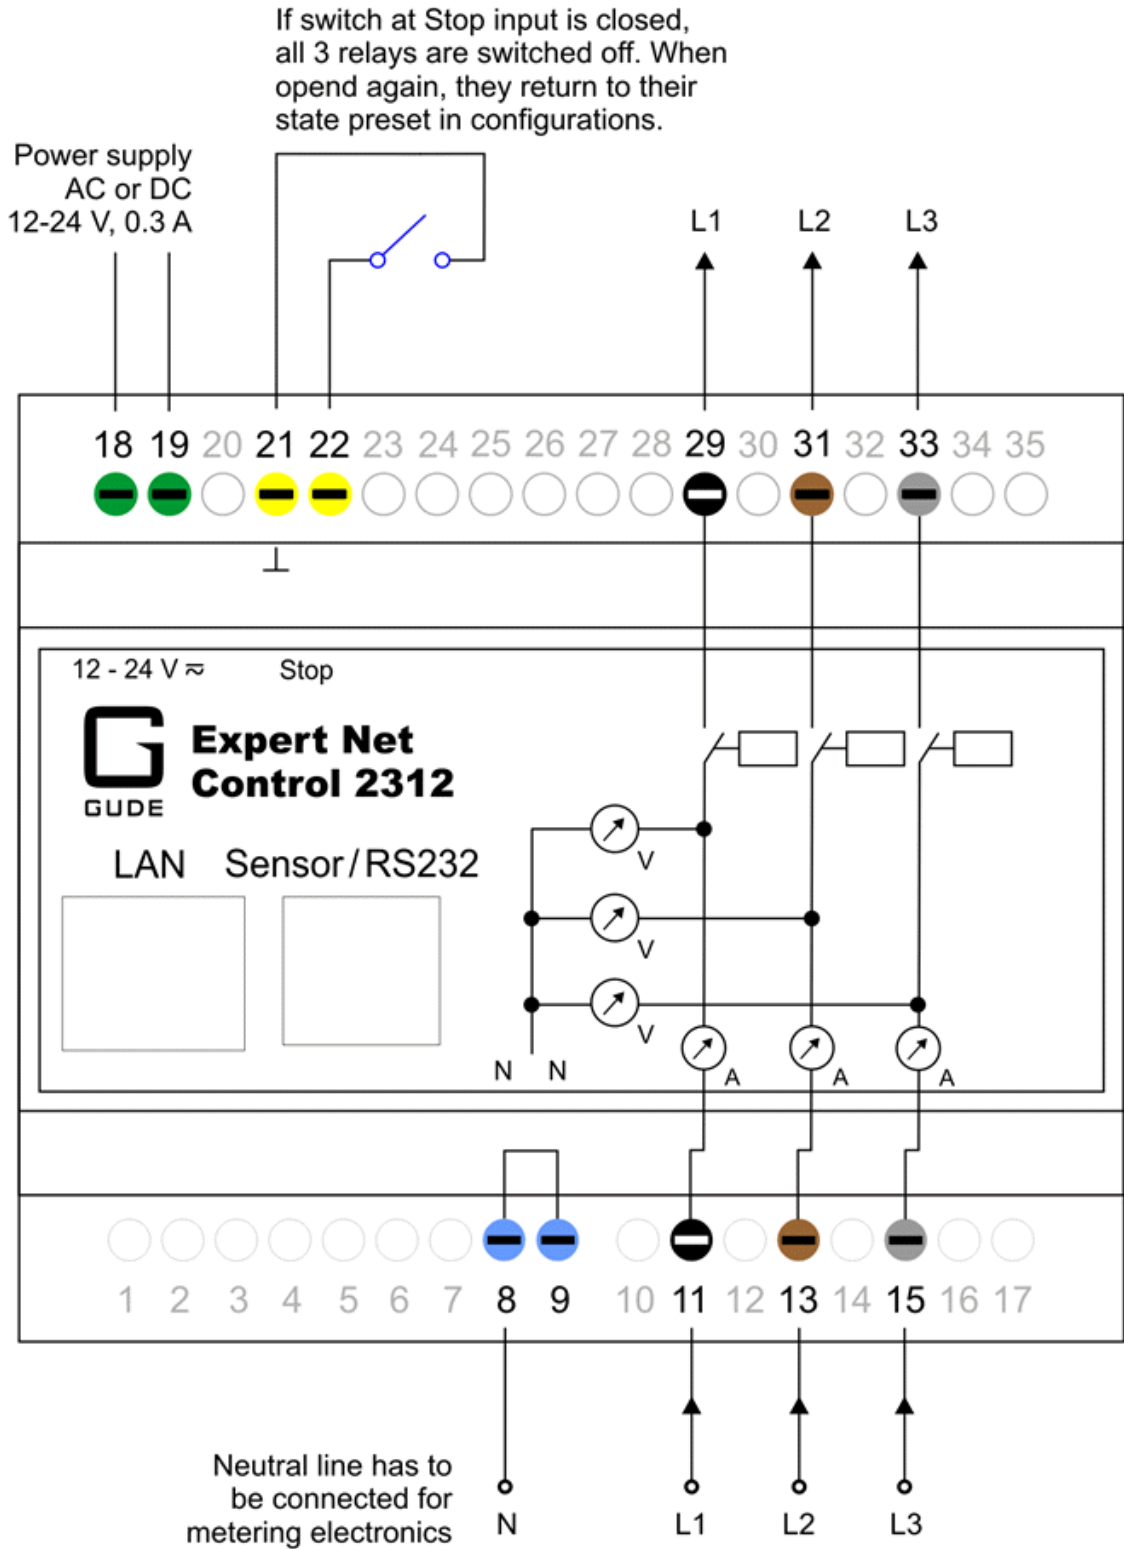 If switch at Stop input is closed,
all 3 relays are switched off. When
opend again, they return to their
state preset in configurations.
Power supply
AC or DC
12-24 V, 0.3 A
L1 L2 L3
18 19 20 21 22 23 24 25 26 27 28 29 30 31 32 33 34 35
12 - 24 V ⎓ Stop
GUDE
Expert Net
Control 2312
LAN Sensor/RS232
V
V
V
N N
A A A
1 2 3 4 5 6 7 8 9 10 11 12 13 14 15 16 17
Neutral line has to
be connected for
metering electronics
N L1 L2 L3